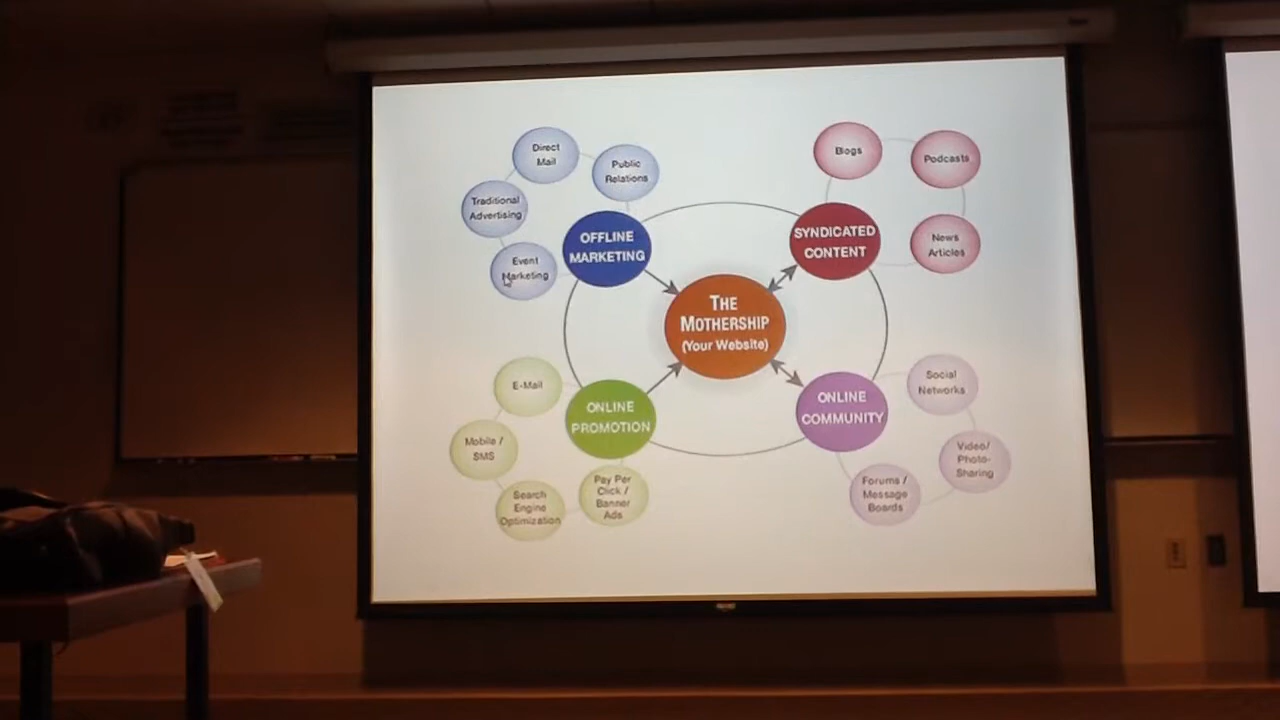 Direct
Mail
Public
Relations
Traditional
Advertising
Event
Marketing
OFFLINE
MARKETING
Blogs
Podcasts
News
Articles
SYNDICATED
CONTENT
THE
MOTHERSHIP
(Your Website)
E-Mail
Mobile /
SMS
Search
Engine
Optimization
Pay Per
Click /
Banner
Ads
ONLINE
PROMOTION
ONLINE
COMMUNITY
Social
Networks
Video/
Photo-
Sharing
Forums /
Message
Boards